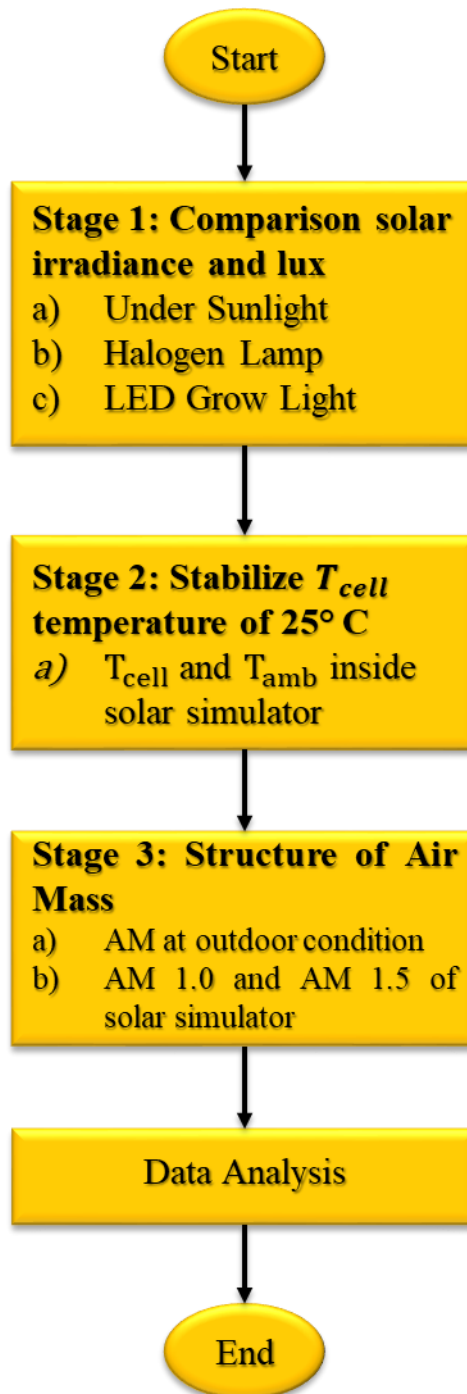 Start
Stage 1: Comparison solar
irradiance and lux
a) Under Sunlight
b) Halogen Lamp
c) LED Grow Light
Stage 2: Stabilize T_cell
temperature of 25° C
a) T_cell and T_amb inside
solar simulator
Stage 3: Structure of Air
Mass
a) AM at outdoor condition
b) AM 1.0 and AM 1.5 of
solar simulator
Data Analysis
End